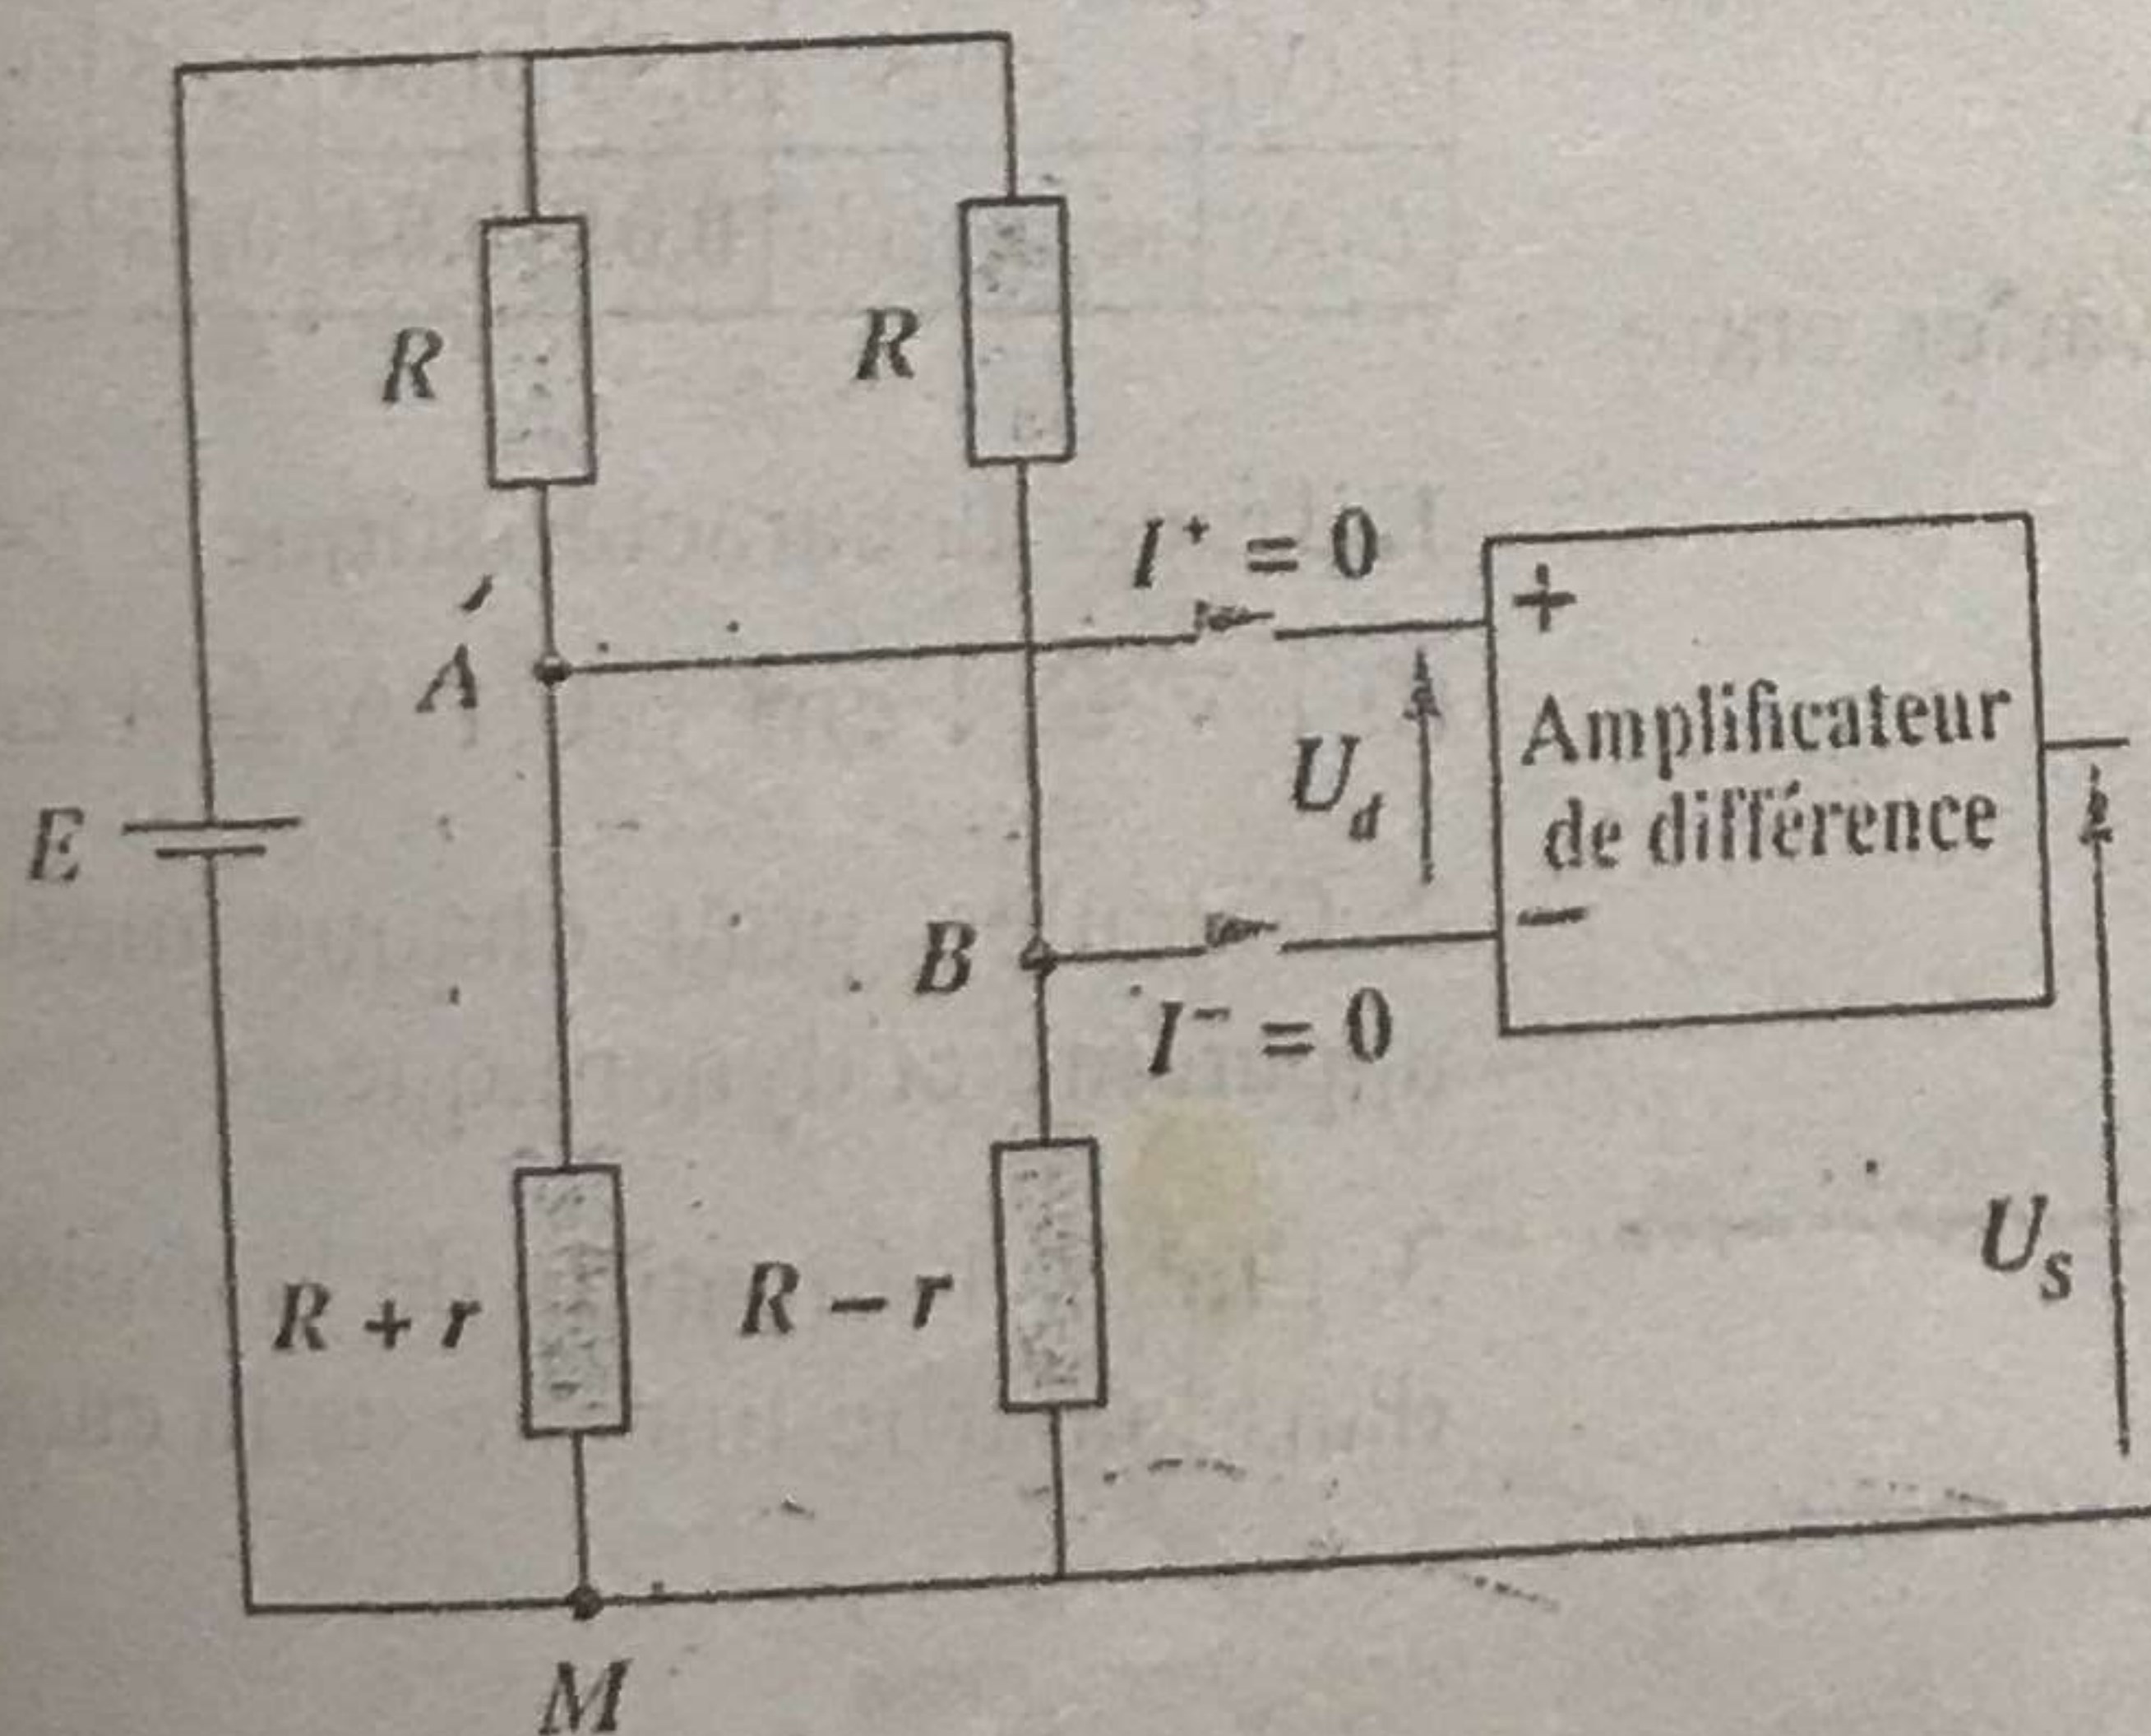 R
R
I⁺ = 0
+
A
Amplificateur
de différence
U_d
E
B
−
I⁻ = 0
U_S
R + r
R − r
M